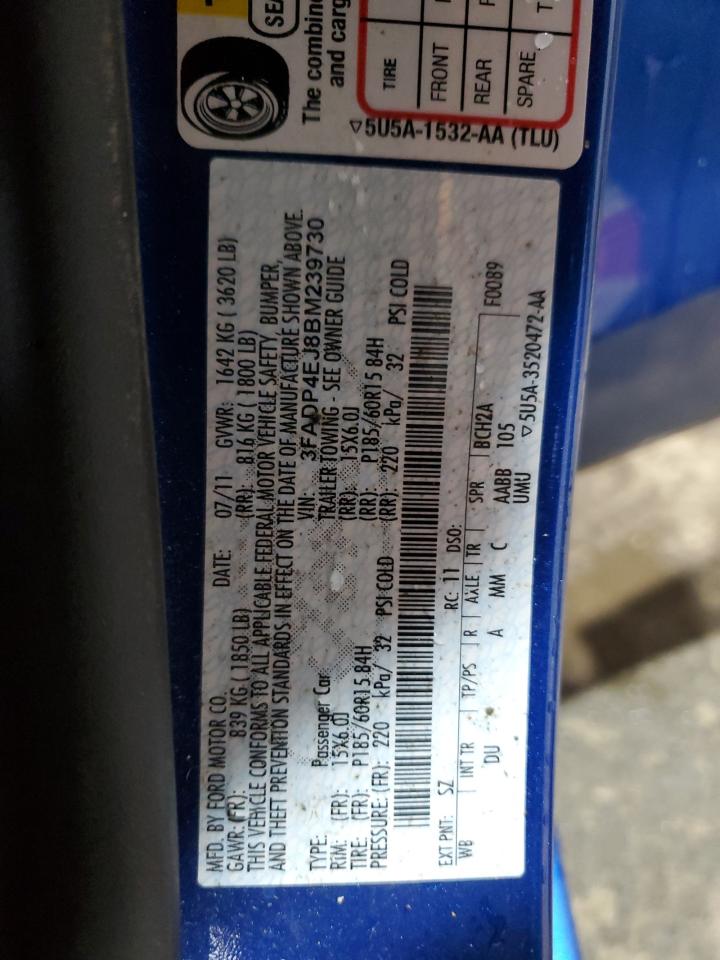 SEA
The combine
and carg
TIRE
FRONT
REAR
SPARE T
▽5U5A-1532-AA (TLU)
MFD. BY FORD MOTOR CO. DATE: 07/11 GVWR: 1642 KG ( 3620 LB)
GAWR: (FR): 839 KG ( 1850 LB) (RR): 816 KG ( 1800 LB)
THIS VEHICLE CONFORMS TO ALL APPLICABLE FEDERAL MOTOR VEHICLE SAFETY, BUMPER,
AND THEFT PREVENTION STANDARDS IN EFFECT ON THE DATE OF MANUFACTURE SHOWN ABOVE.
VIN: 3FADP4EJ8BM239730
TYPE: Passenger Car TRAILER TOWING - SEE OWNER GUIDE
RIM: (FR): 15X6.0J (RR): 15X6.0J
TIRE: (FR): P185/60R15 84H (RR): P185/60R15 84H
PRESSURE: (FR): 220 kPa/ 32 PSI COLD (RR): 220 kPa/ 32 PSI COLD
EXT PNT: SZ RC: 11 DSO:
WB INT TR TP/PS R AXLE TR SPR BCH2A F0089
DU A MM C AABB 105
UMU ▽5U5A-3520472-AA